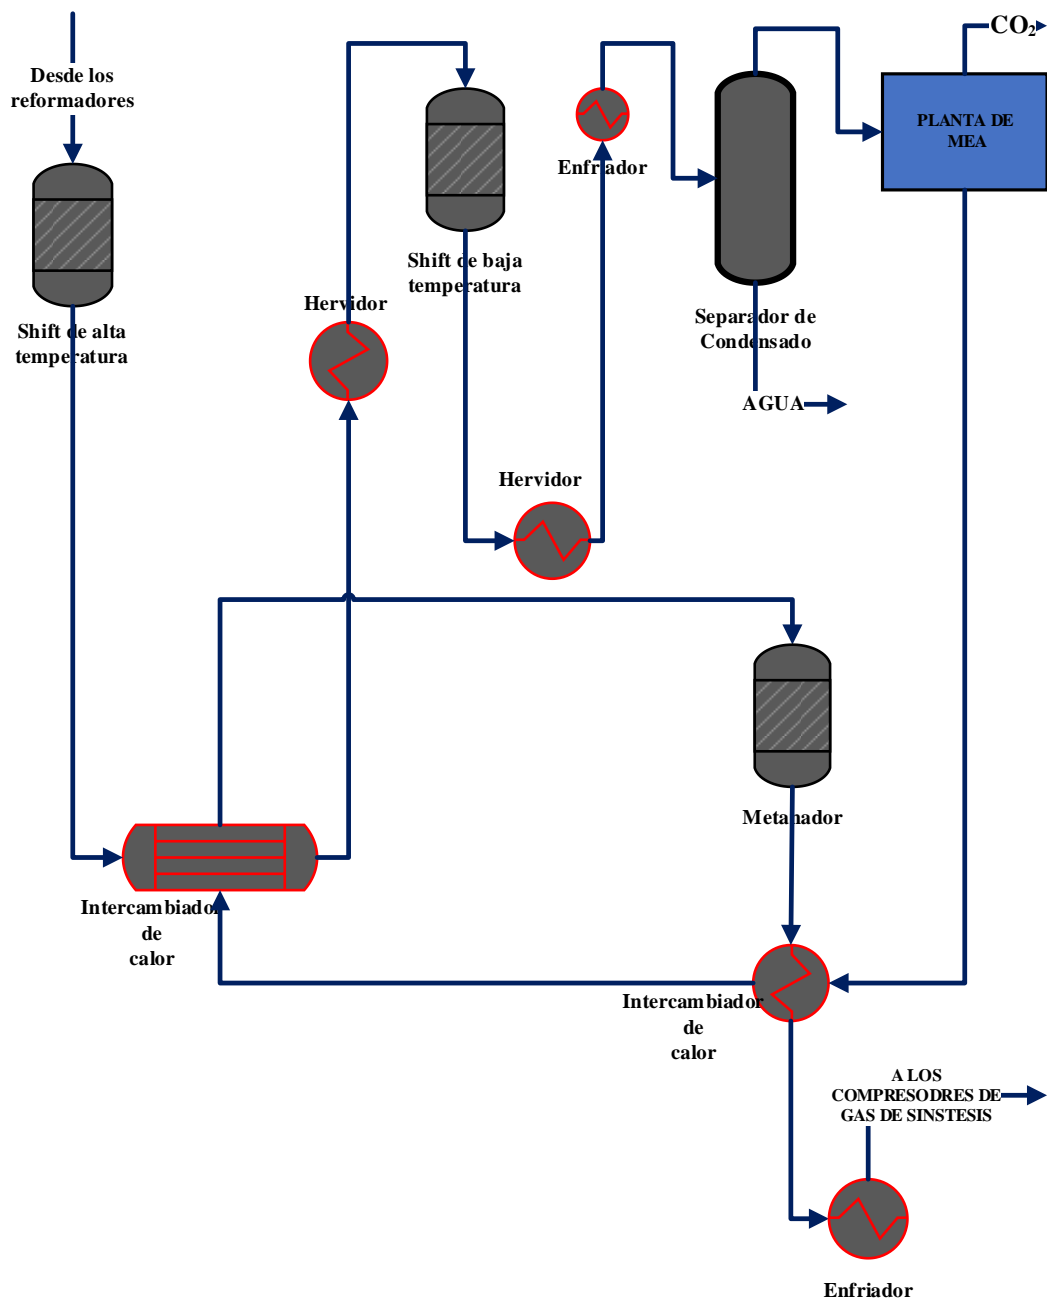 CO2
Desde los
reformadores
PLANTA DE
MEA
Enfriador
Shift de baja
temperatura
Hervidor
Separador de
Condensado
Shift de alta
temperatura
AGUA
Hervidor
Metanador
Intercambiador
de
calor
Intercambiador
de
calor
A LOS
COMPRESODRES DE
GAS DE SINSTESIS
Enfriador